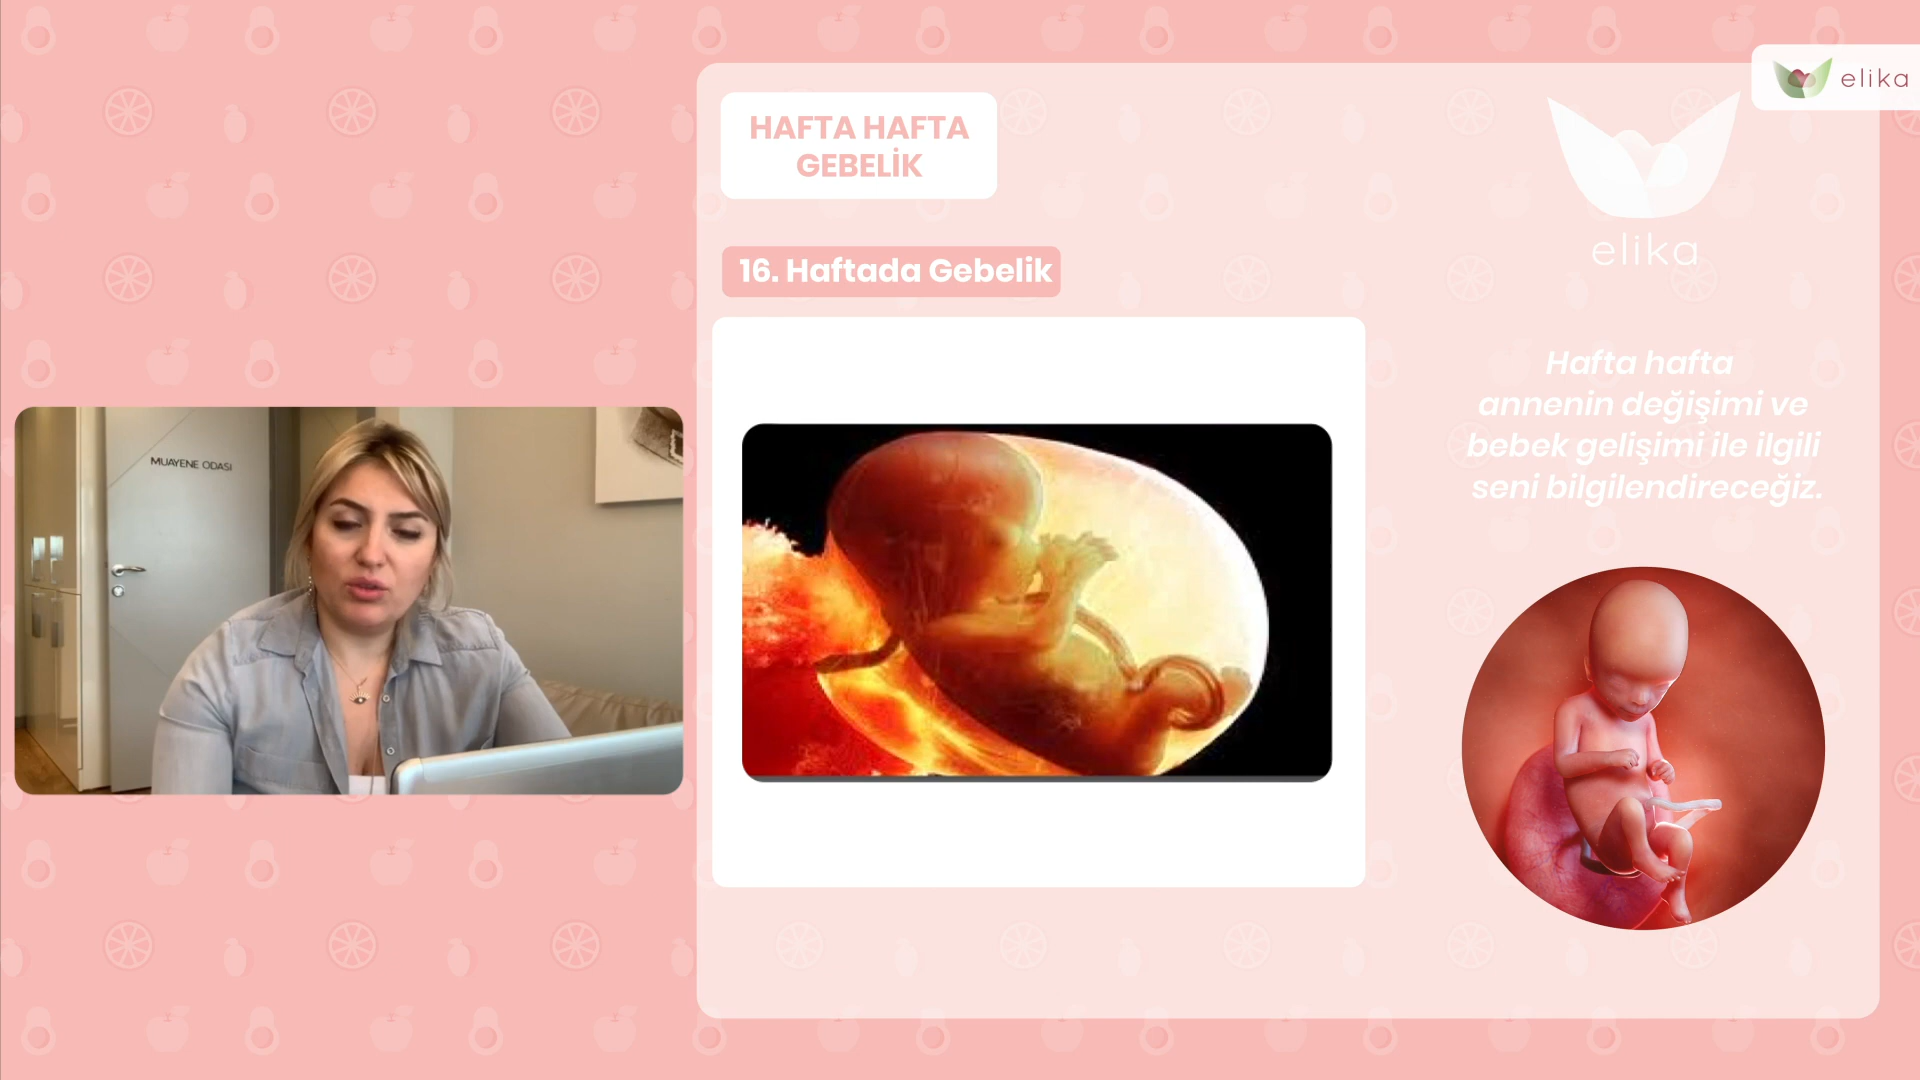 elika
HAFTA HAFTA
GEBELİK
elika
16. Haftada Gebelik
Hafta hafta
annenin değişimi ve
bebek gelişimi ile ilgili
seni bilgilendireceğiz.
MUAYENE ODASI